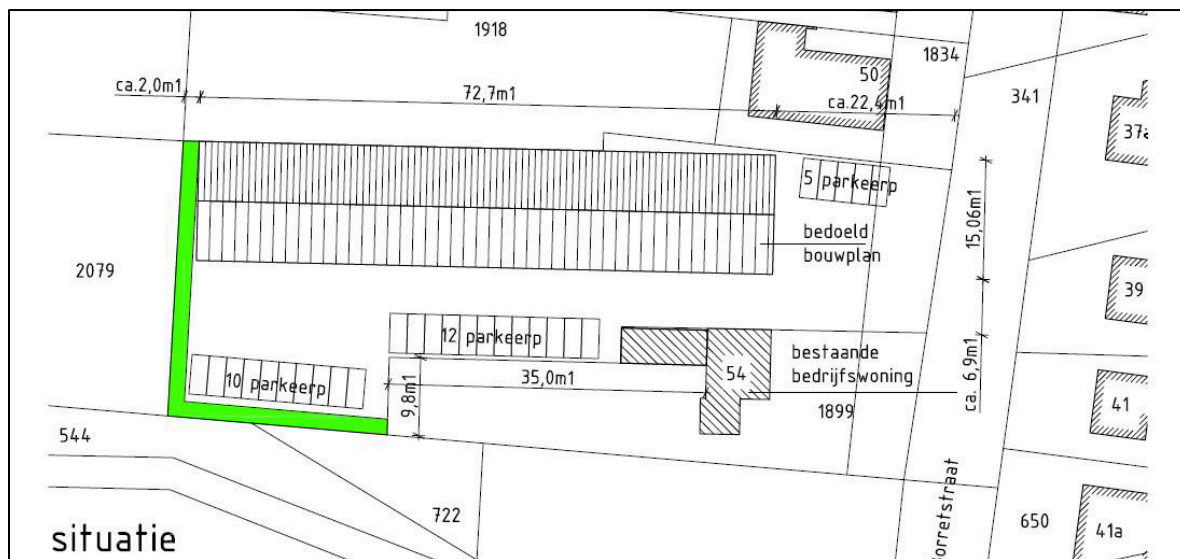 1918
1834
50
341
ca.2,0m1
72,7m1
ca.22,4m1
37a
5 parkeerp
15,06m1
bedoeld
bouwplan
2079
39
12 parkeerp
bestaande
bedrijfswoning
54
ca. 6,9m1
10 parkeerp
35,0m1
9,8m1
1899
41
544
722
650
41a
situatie